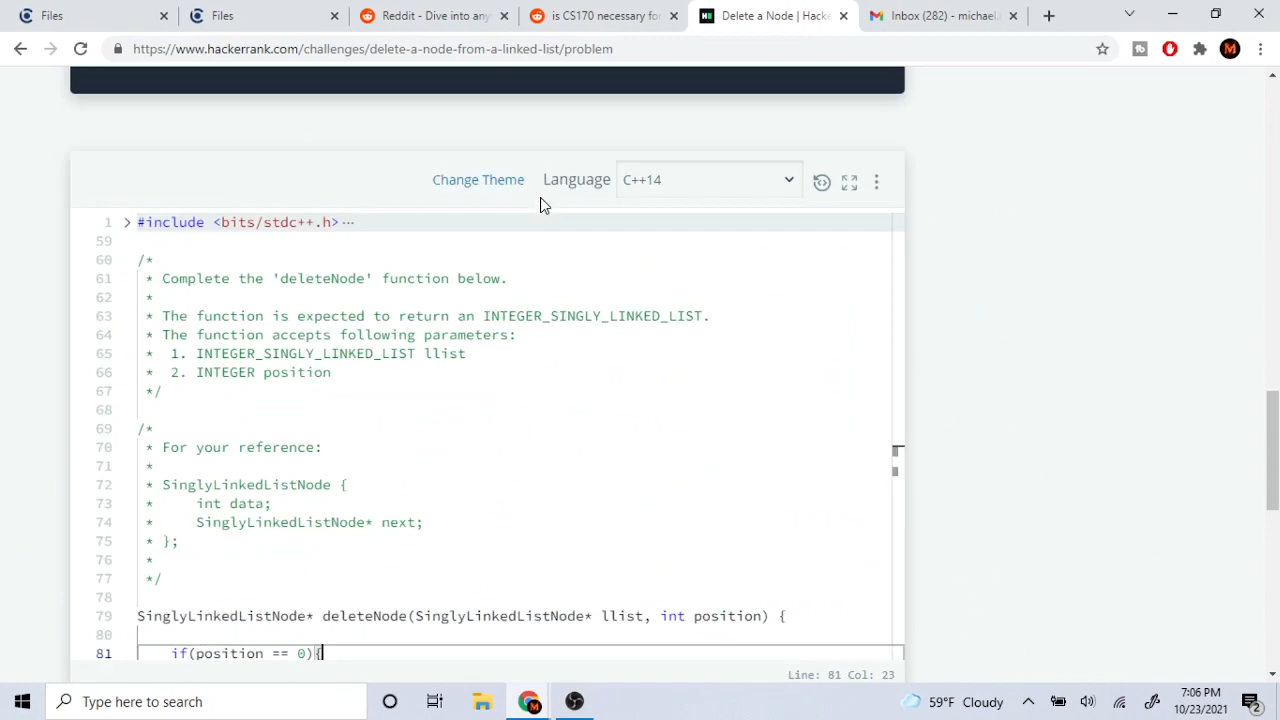 Files
Files
Reddit - Dive into any
is CS170 necessary for
Delete a Node | Hacke
Inbox (282) - michael
https://www.hackerrank.com/challenges/delete-a-node-from-a-linked-list/problem
Change Theme Language C++14
1 #include <bits/stdc++.h>
59
60 /*
61 * Complete the 'deleteNode' function below.
62 *
63 * The function is expected to return an INTEGER_SINGLY_LINKED_LIST.
64 * The function accepts following parameters:
65 * 1. INTEGER_SINGLY_LINKED_LIST llist
66 * 2. INTEGER position
67 */
68
69 /*
70 * For your reference:
71 *
72 * SinglyLinkedListNode {
73 * int data;
74 * SinglyLinkedListNode* next;
75 * };
76 *
77 */
78
79 SinglyLinkedListNode* deleteNode(SinglyLinkedListNode* llist, int position) {
80
81 if(position == 0){
Line: 81 Col: 23
Type here to search
59°F Cloudy
7:06 PM
10/23/2021
2